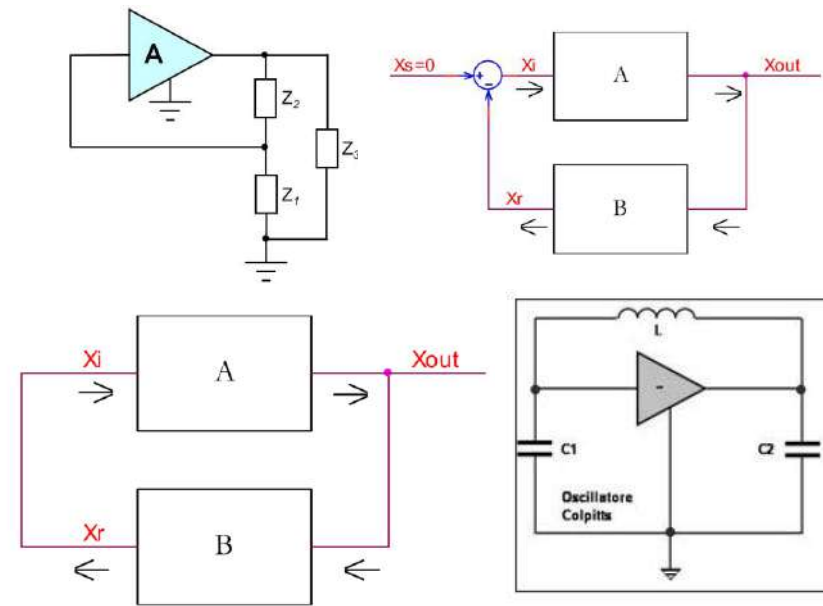 A
Z2
Z1
Z3
Xs=0
+
-
Xi
A
Xout
Xr
B
Xi
A
Xout
Xr
B
L
-
C1
C2
Oscillatore
Colpitts